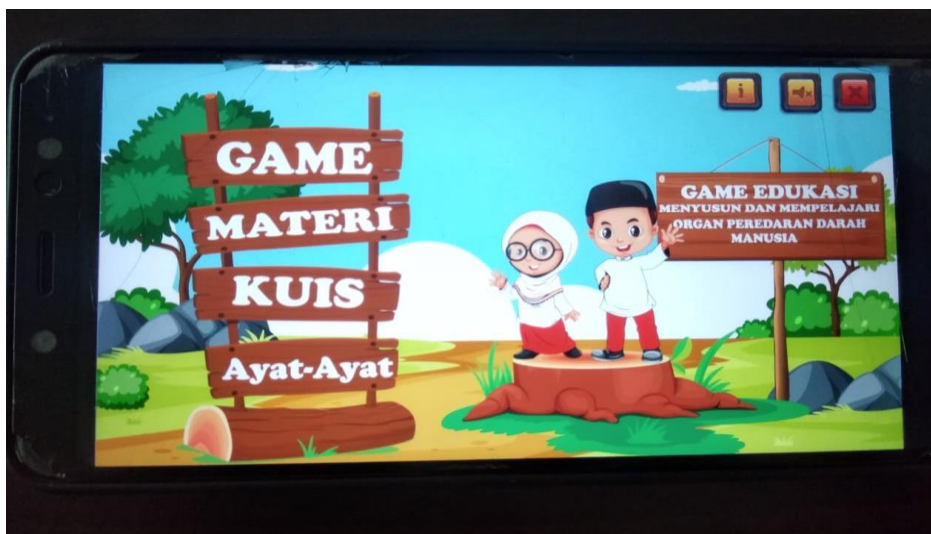 GAME
MATERI
KUIS
Ayat-Ayat
i
GAME EDUKASI
MENYUSUN DAN MEMPELAJARI
ORGAN PEREDARAN DARAH
MANUSIA